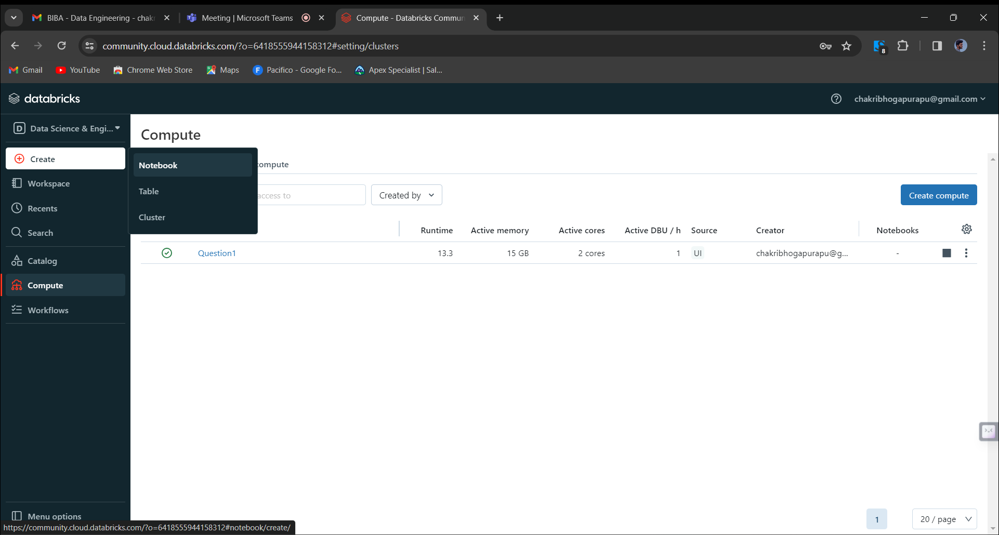 BIBA - Data Engineering - chak
Meeting | Microsoft Teams
Compute - Databricks Commun
community.cloud.databricks.com/?o=6418555944158312#setting/clusters
8
Gmail
YouTube
Chrome Web Store
Maps
F
Pacifico - Google Fo...
Apex Specialist | Sal...
databricks
chakribhogapurapu@gmail.com
D
Data Science & Engi...
Compute
Create
Notebook
Table
Cluster
compute
access to
Created by
Create compute
Workspace
Recents
Search
Catalog
Compute
Workflows
Runtime
Active memory
Active cores
Active DBU / h
Source
Creator
Notebooks
Question1
13.3
15 GB
2 cores
1
UI
chakribhogapurapu@g...
-
Menu options
1
20 / page
https://community.cloud.databricks.com/?o=6418555944158312#notebook/create/